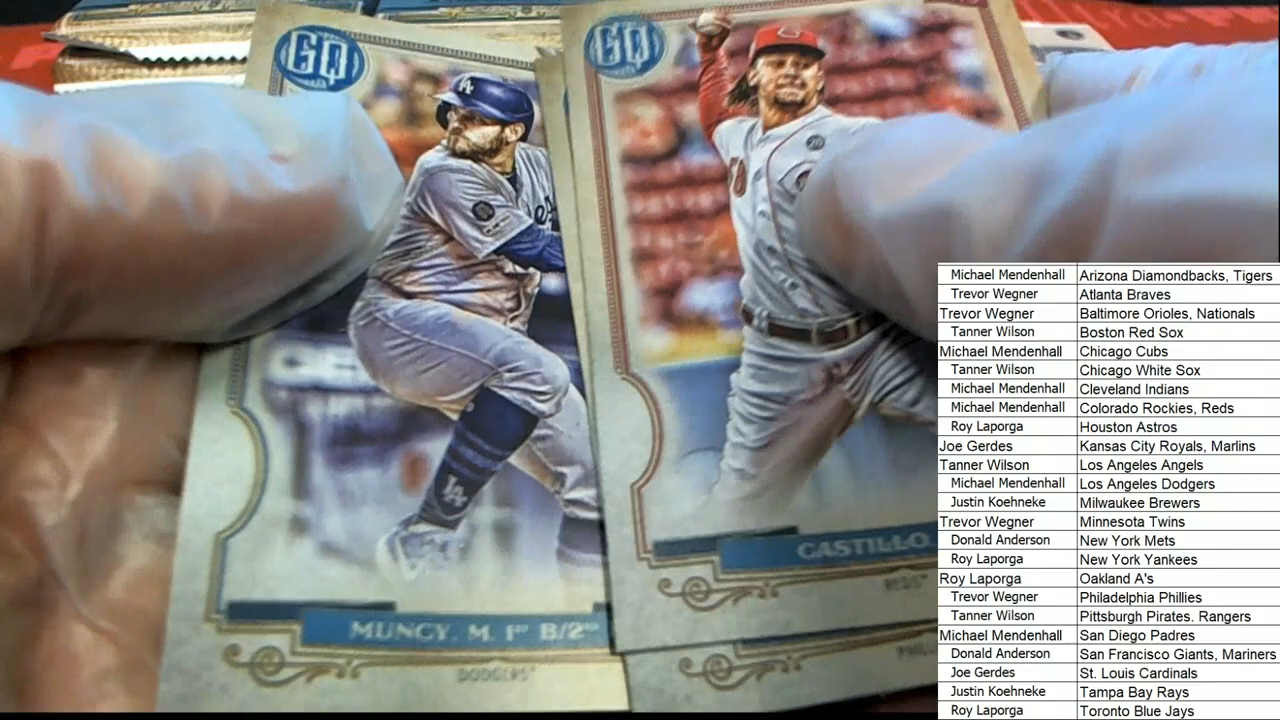 GQ
GQ
LA
LA
MUNCY, M. 1ST B/2ND
DODGERS
CASTILLO,
REDS
PHILL
Michael Mendenhall Arizona Diamondbacks, Tigers
Trevor Wegner Atlanta Braves
Trevor Wegner Baltimore Orioles, Nationals
Tanner Wilson Boston Red Sox
Michael Mendenhall Chicago Cubs
Tanner Wilson Chicago White Sox
Michael Mendenhall Cleveland Indians
Michael Mendenhall Colorado Rockies, Reds
Roy Laporga Houston Astros
Joe Gerdes Kansas City Royals, Marlins
Tanner Wilson Los Angeles Angels
Michael Mendenhall Los Angeles Dodgers
Justin Koehneke Milwaukee Brewers
Trevor Wegner Minnesota Twins
Donald Anderson New York Mets
Roy Laporga New York Yankees
Roy Laporga Oakland A's
Trevor Wegner Philadelphia Phillies
Tanner Wilson Pittsburgh Pirates. Rangers
Michael Mendenhall San Diego Padres
Donald Anderson San Francisco Giants, Mariners
Joe Gerdes St. Louis Cardinals
Justin Koehneke Tampa Bay Rays
Roy Laporga Toronto Blue Jays